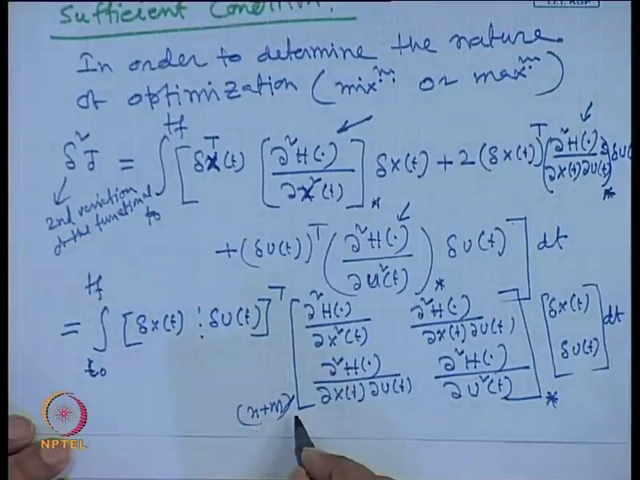 Sufficient Condition:
I.I.T. KGP
In order to determine the nature
of optimization (mix^m or max^m)
δ²J = ∫_{t0}^{tf} [δx^T(t) [∂²H(·)/∂x²(t)]_* δx(t) + 2(δx(t))^T (∂²H(·)/∂x(t)∂u(t))_* δu(t)
2nd variation
of the functional
+ (δu(t))^T (∂²H(·)/∂u²(t))_* δu(t)] dt
= ∫_{t0}^{tf} [δx(t) ⋮ δu(t)]^T [∂²H(·)/∂x²(t) ∂²H(·)/∂x(t)∂u(t)
∂²H(·)/∂x(t)∂u(t) ∂²H(·)/∂u²(t)]_* [δx(t)
δu(t)] dt
(n+m)
NPTEL